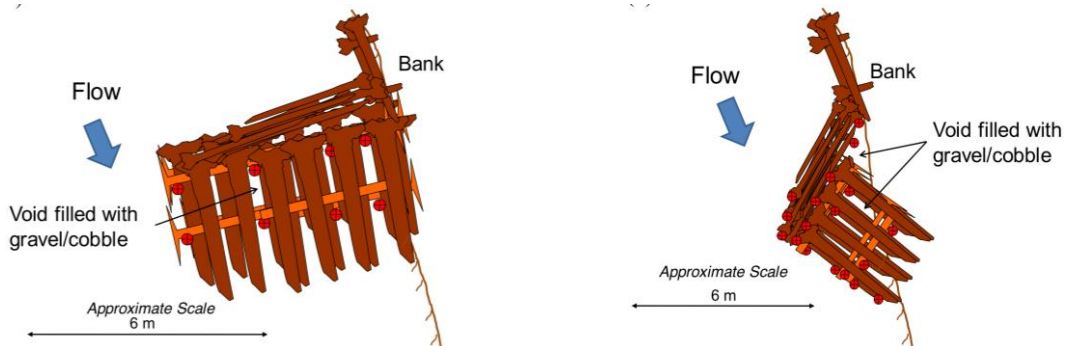 Bank
Flow
Void filled with
gravel/cobble
Approximate Scale
6 m
Bank
Flow
Void filled with
gravel/cobble
Approximate Scale
6 m